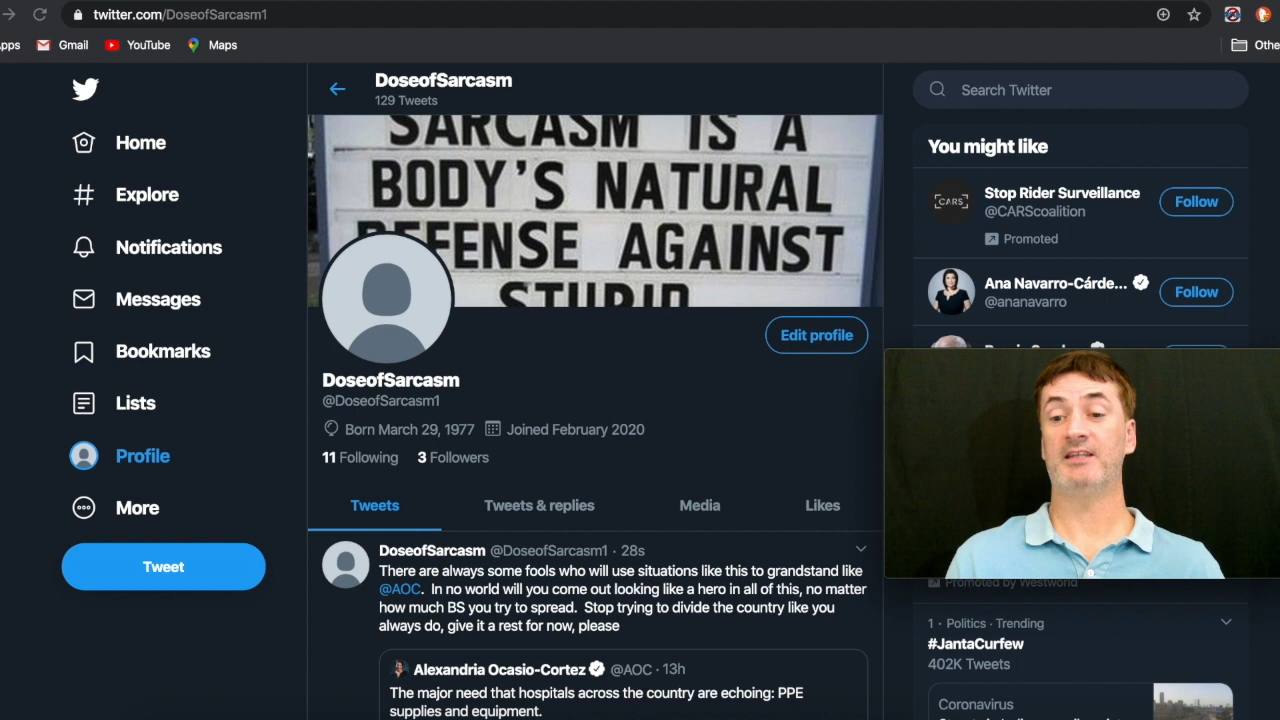 twitter.com/DoseofSarcasm1
Gmail
YouTube
Maps
Home
Explore
Notifications
Messages
Bookmarks
Lists
Profile
More
Tweet
DoseofSarcasm
129 Tweets
SARCASM IS A
BODY'S NATURAL
DEFENSE AGAINST
STUPID
Edit profile
DoseofSarcasm
@DoseofSarcasm1
Born March 29, 1977 Joined February 2020
11 Following 3 Followers
Tweets Tweets & replies Media Likes
DoseofSarcasm @DoseofSarcasm1 · 28s
There are always some fools who will use situations like this to grandstand like
@AOC. In no world will you come out looking like a hero in all of this, no matter
how much BS you try to spread. Stop trying to divide the country like you
always do, give it a rest for now, please
Alexandria Ocasio-Cortez @AOC · 13h
The major need that hospitals across the country are echoing: PPE
supplies and equipment.
Search Twitter
You might like
CARS
Stop Rider Surveillance
@CARScoalition
Promoted
Follow
Ana Navarro-Cárde...
@ananavarro
Follow
Promoted by Westworld
1 · Politics · Trending
#JantaCurfew
402K Tweets
Coronavirus